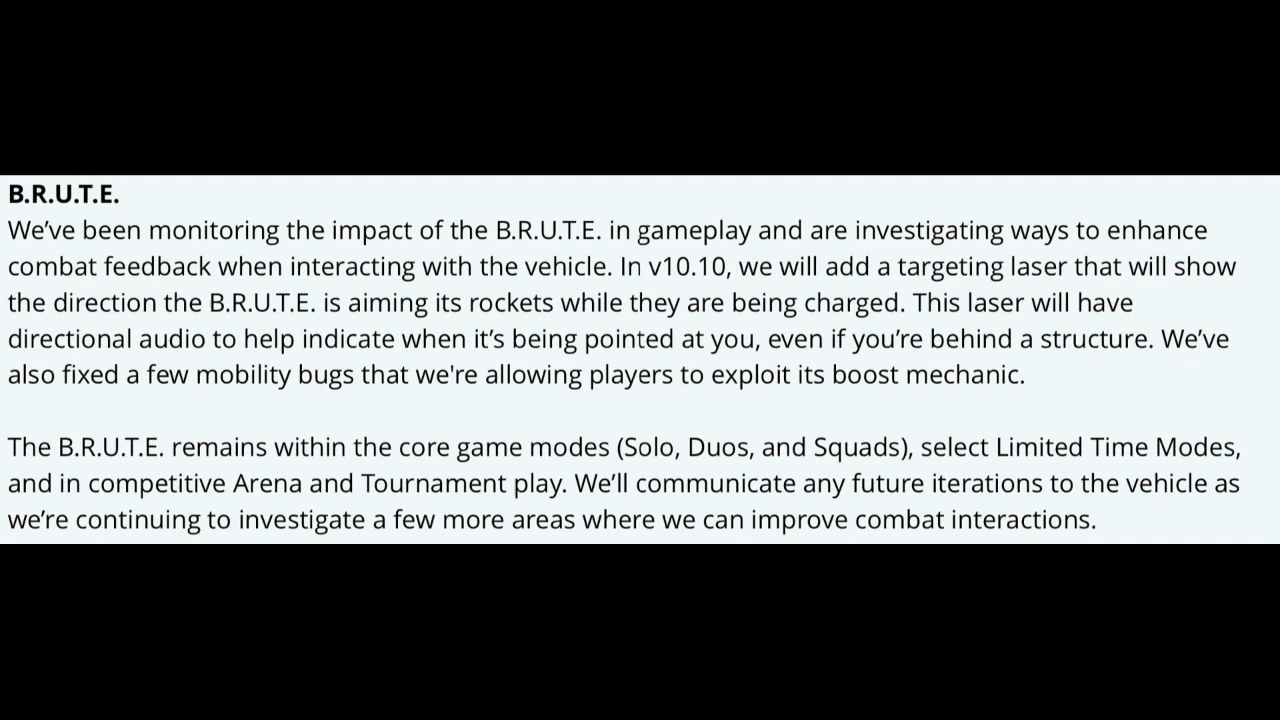 B.R.U.T.E.
We’ve been monitoring the impact of the B.R.U.T.E. in gameplay and are investigating ways to enhance
combat feedback when interacting with the vehicle. In v10.10, we will add a targeting laser that will show
the direction the B.R.U.T.E. is aiming its rockets while they are being charged. This laser will have
directional audio to help indicate when it’s being pointed at you, even if you’re behind a structure. We’ve
also fixed a few mobility bugs that we're allowing players to exploit its boost mechanic.
The B.R.U.T.E. remains within the core game modes (Solo, Duos, and Squads), select Limited Time Modes,
and in competitive Arena and Tournament play. We’ll communicate any future iterations to the vehicle as
we’re continuing to investigate a few more areas where we can improve combat interactions.